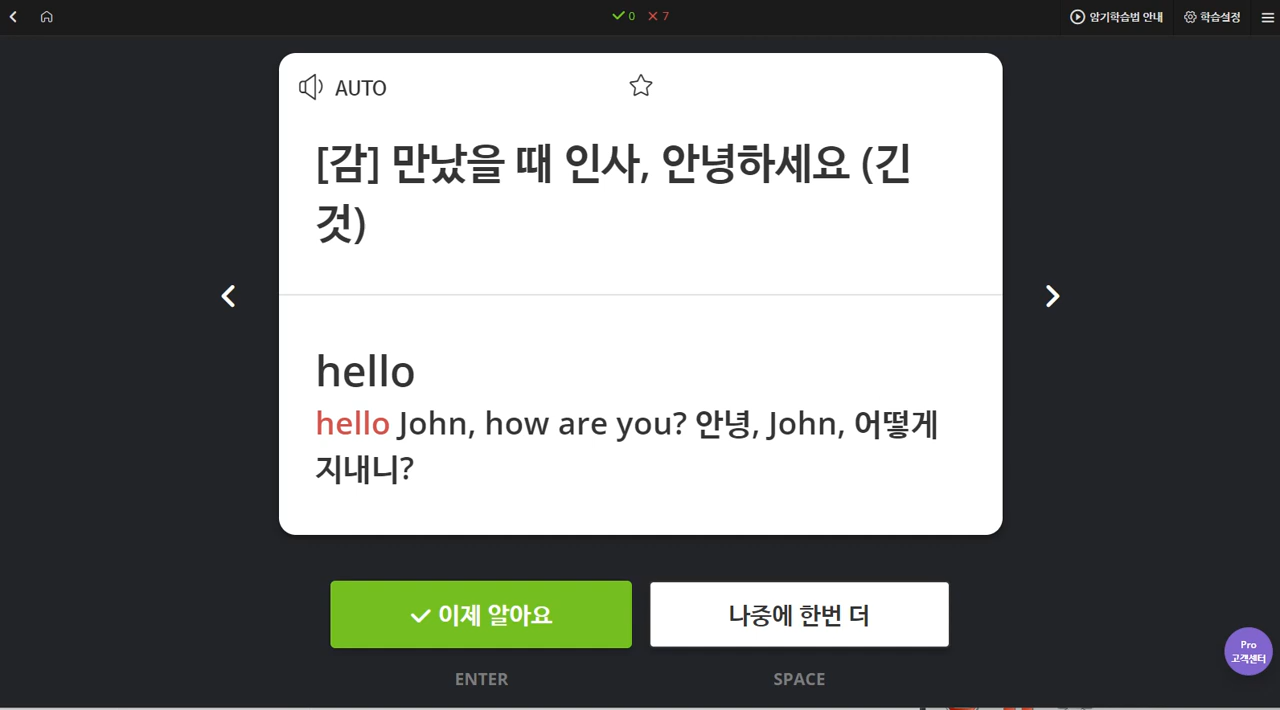 0 7 암기학습법 안내 학습설정
AUTO
[감] 만났을 때 인사, 안녕하세요 (긴
것)
hello
hello John, how are you? 안녕, John, 어떻게
지내니?
이제 알아요 나중에 한번 더
ENTER SPACE
Pro
고객센터